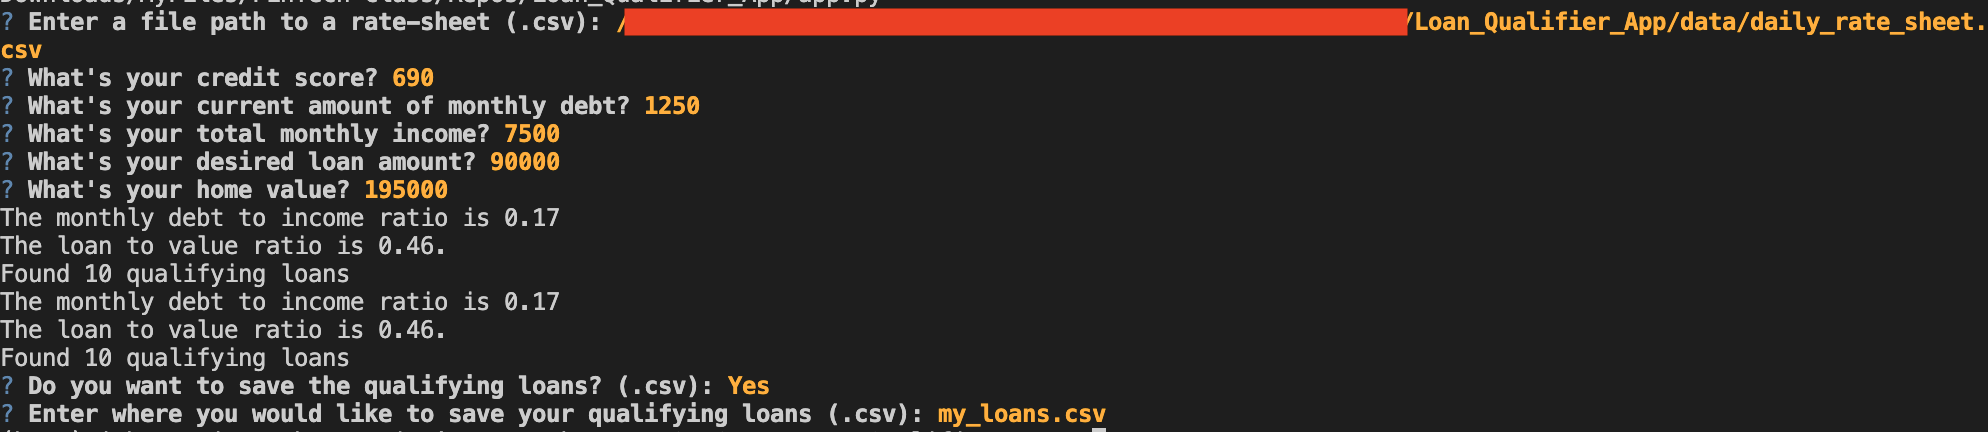 ? Enter a file path to a rate-sheet (.csv): / /Loan_Qualifier_App/data/daily_rate_sheet.
csv
? What's your credit score? 690
? What's your current amount of monthly debt? 1250
? What's your total monthly income? 7500
? What's your desired loan amount? 90000
? What's your home value? 195000
The monthly debt to income ratio is 0.17
The loan to value ratio is 0.46.
Found 10 qualifying loans
The monthly debt to income ratio is 0.17
The loan to value ratio is 0.46.
Found 10 qualifying loans
? Do you want to save the qualifying loans? (.csv): Yes
? Enter where you would like to save your qualifying loans (.csv): my_loans.csv